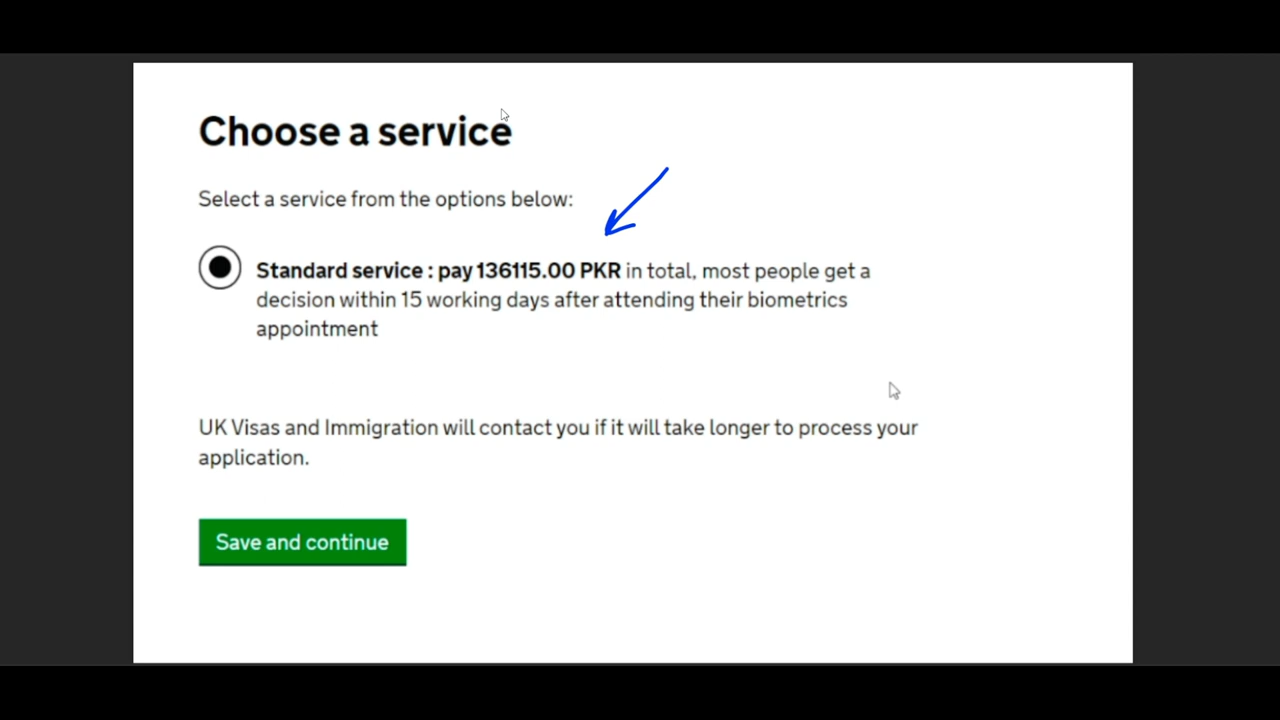 Choose a service
Select a service from the options below:
Standard service : pay 136115.00 PKR in total, most people get a
decision within 15 working days after attending their biometrics
appointment
UK Visas and Immigration will contact you if it will take longer to process your
application.
Save and continue